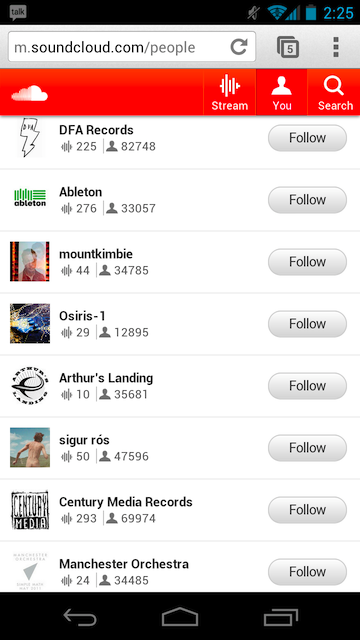 talk
2:25
m.soundcloud.com/people
5
Stream
You
Search
DFA
DFA Records
225 82748
Follow
ableton
Ableton
276 33057
Follow
mountkimbie
44 34785
Follow
Osiris-1
29 12895
Follow
ARTHUR'S
LANDING
Arthur's Landing
10 35681
Follow
sigur rós
50 47596
Follow
CENTURY
MEDIA
Century Media Records
293 69974
Follow
MANCHESTER
ORCHESTRA
SIMPLE MATH
Manchester Orchestra
24 34485
Follow